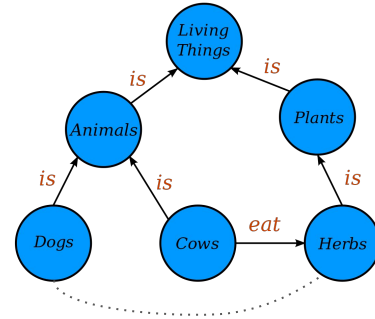 Living
Things
is
is
Animals
Plants
is
is
is
eat
Dogs
Cows
Herbs